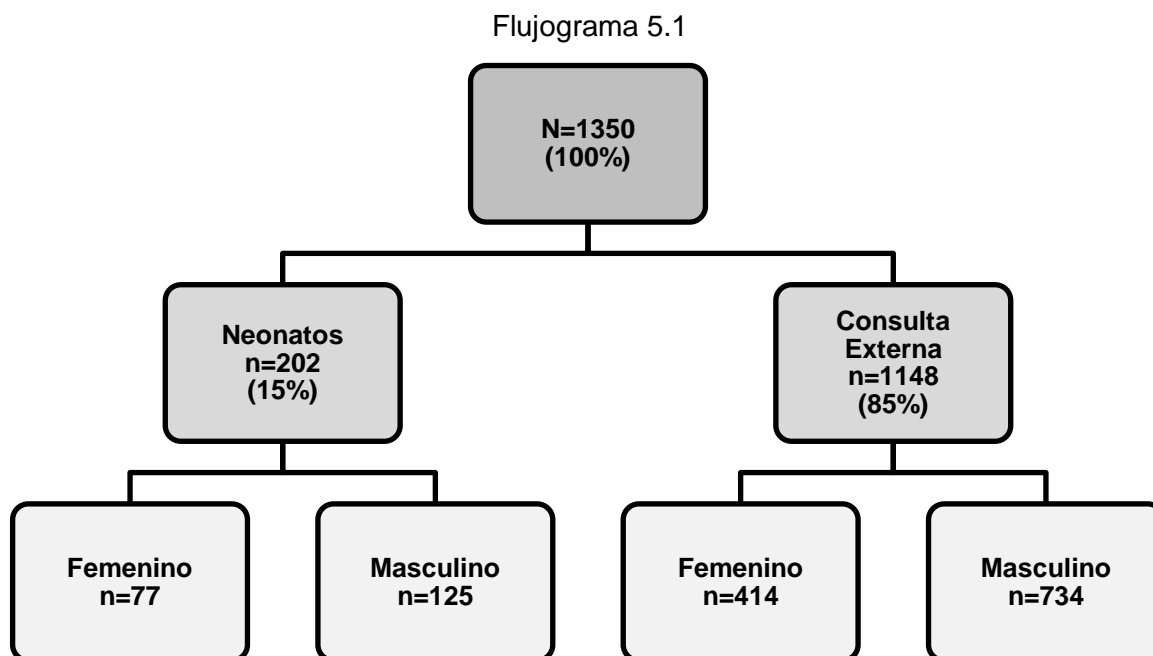 Flujograma 5.1
N=1350
(100%)
Neonatos
n=202
(15%)
Consulta
Externa
n=1148
(85%)
Femenino
n=77
Masculino
n=125
Femenino
n=414
Masculino
n=734